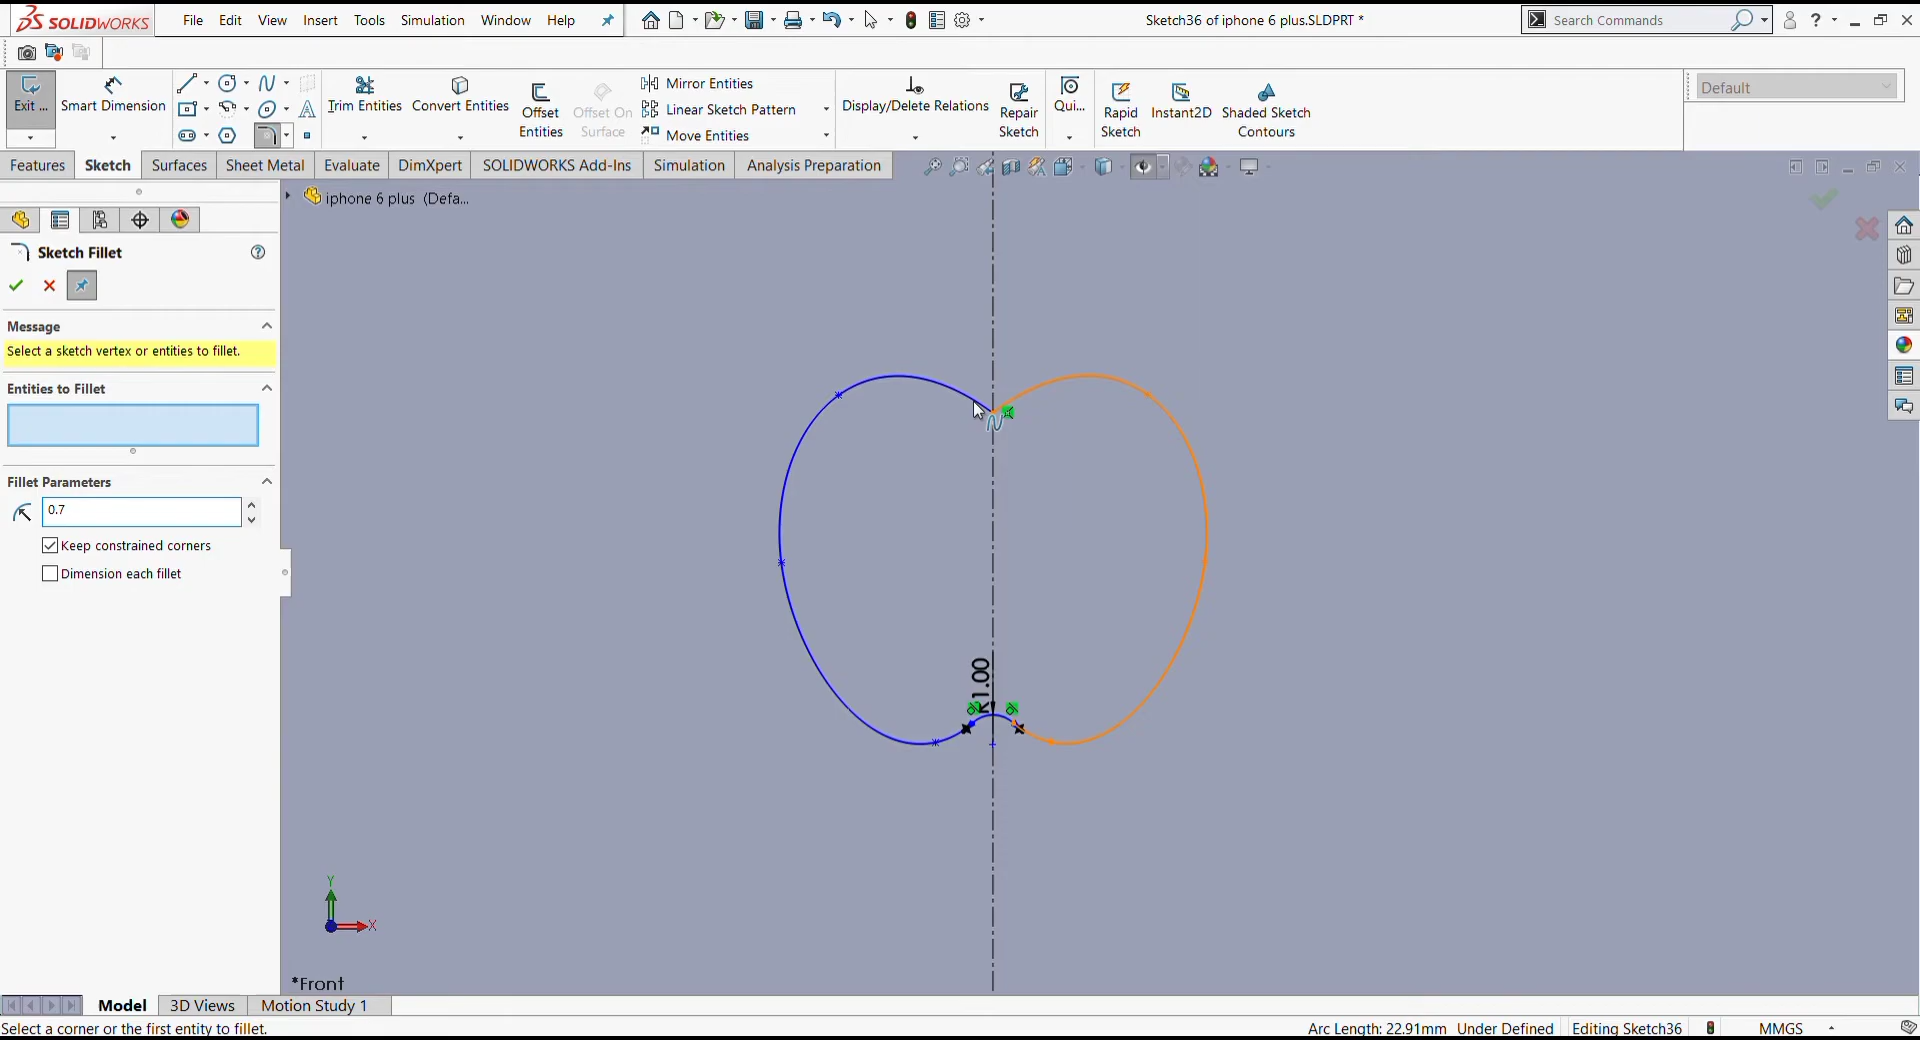 SOLIDWORKS File Edit View Insert Tools Simulation Window Help Sketch36 of iphone 6 plus.SLDPRT * Search Commands ?
Exit ... Smart Dimension Trim Entities Convert Entities Offset Entities Offset On Surface Mirror Entities Linear Sketch Pattern Move Entities Display/Delete Relations Repair Sketch Qui... Rapid Sketch Instant2D Shaded Sketch Contours Default
Features Sketch Surfaces Sheet Metal Evaluate DimXpert SOLIDWORKS Add-Ins Simulation Analysis Preparation
iphone 6 plus (Defa...
Sketch Fillet ?
Message
Select a sketch vertex or entities to fillet.
Entities to Fillet
Fillet Parameters
0.7
Keep constrained corners
Dimension each fillet
R1.00
Y
X
*Front
Model 3D Views Motion Study 1
Select a corner or the first entity to fillet. Arc Length: 22.91mm Under Defined Editing Sketch36 MMGS